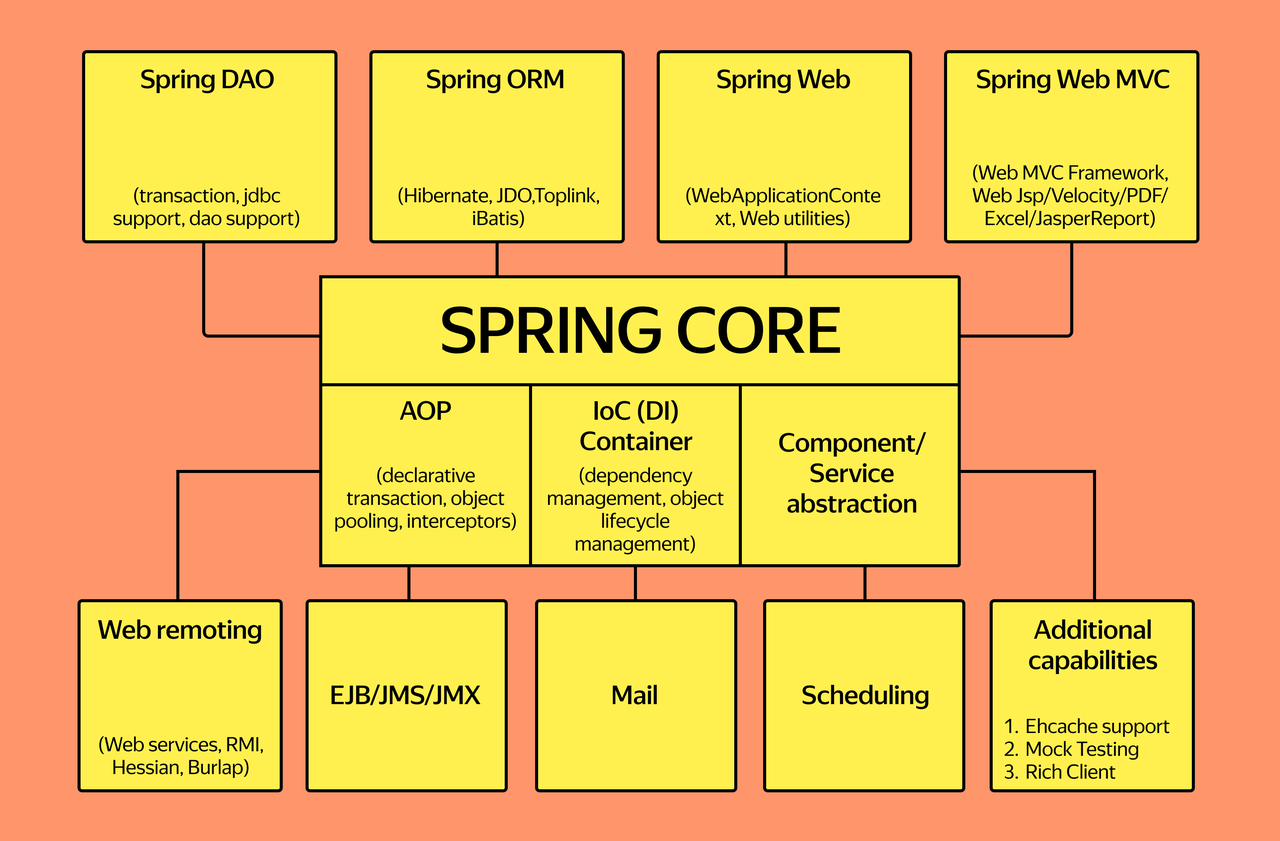 Spring DAO
(transaction, jdbc
support, dao support)
Spring ORM
(Hibernate, JDO,Toplink,
iBatis)
Spring Web
(WebApplicationConte
xt, Web utilities)
Spring Web MVC
(Web MVC Framework,
Web Jsp/Velocity/PDF/
Excel/JasperReport)
SPRING CORE
AOP
(declarative
transaction, object
pooling, interceptors)
IoC (DI)
Container
(dependency
management, object
lifecycle
management)
Component/
Service
abstraction
Web remoting
(Web services, RMI,
Hessian, Burlap)
EJB/JMS/JMX
Mail
Scheduling
Additional
capabilities
1. Ehcache support
2. Mock Testing
3. Rich Client